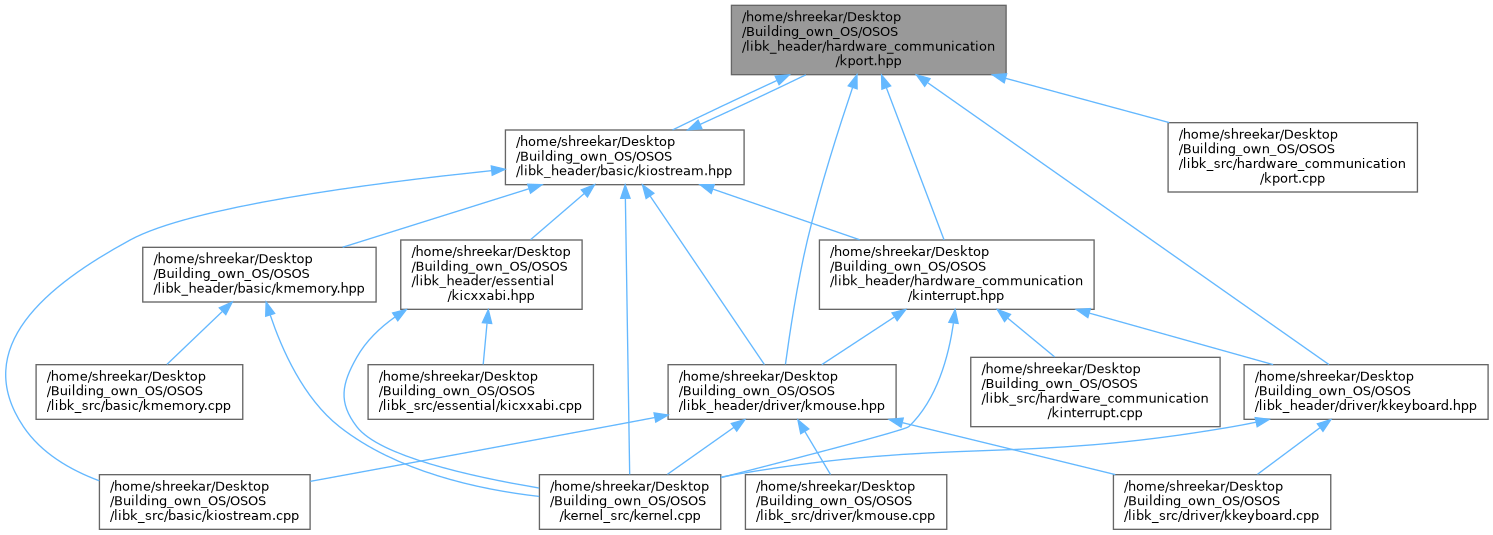 /home/shreekar/Desktop
/Building_own_OS/OSOS
/libk_header/hardware_communication
/kport.hpp
/home/shreekar/Desktop
/Building_own_OS/OSOS
/libk_header/basic/kiostream.hpp
/home/shreekar/Desktop
/Building_own_OS/OSOS
/libk_src/hardware_communication
/kport.cpp
/home/shreekar/Desktop
/Building_own_OS/OSOS
/libk_header/basic/kmemory.hpp
/home/shreekar/Desktop
/Building_own_OS/OSOS
/libk_header/essential
/kicxxabi.hpp
/home/shreekar/Desktop
/Building_own_OS/OSOS
/libk_header/hardware_communication
/kinterrupt.hpp
/home/shreekar/Desktop
/Building_own_OS/OSOS
/libk_src/basic/kmemory.cpp
/home/shreekar/Desktop
/Building_own_OS/OSOS
/libk_src/essential/kicxxabi.cpp
/home/shreekar/Desktop
/Building_own_OS/OSOS
/libk_header/driver/kmouse.hpp
/home/shreekar/Desktop
/Building_own_OS/OSOS
/libk_src/hardware_communication
/kinterrupt.cpp
/home/shreekar/Desktop
/Building_own_OS/OSOS
/libk_header/driver/kkeyboard.hpp
/home/shreekar/Desktop
/Building_own_OS/OSOS
/libk_src/basic/kiostream.cpp
/home/shreekar/Desktop
/Building_own_OS/OSOS
/kernel_src/kernel.cpp
/home/shreekar/Desktop
/Building_own_OS/OSOS
/libk_src/driver/kmouse.cpp
/home/shreekar/Desktop
/Building_own_OS/OSOS
/libk_src/driver/kkeyboard.cpp